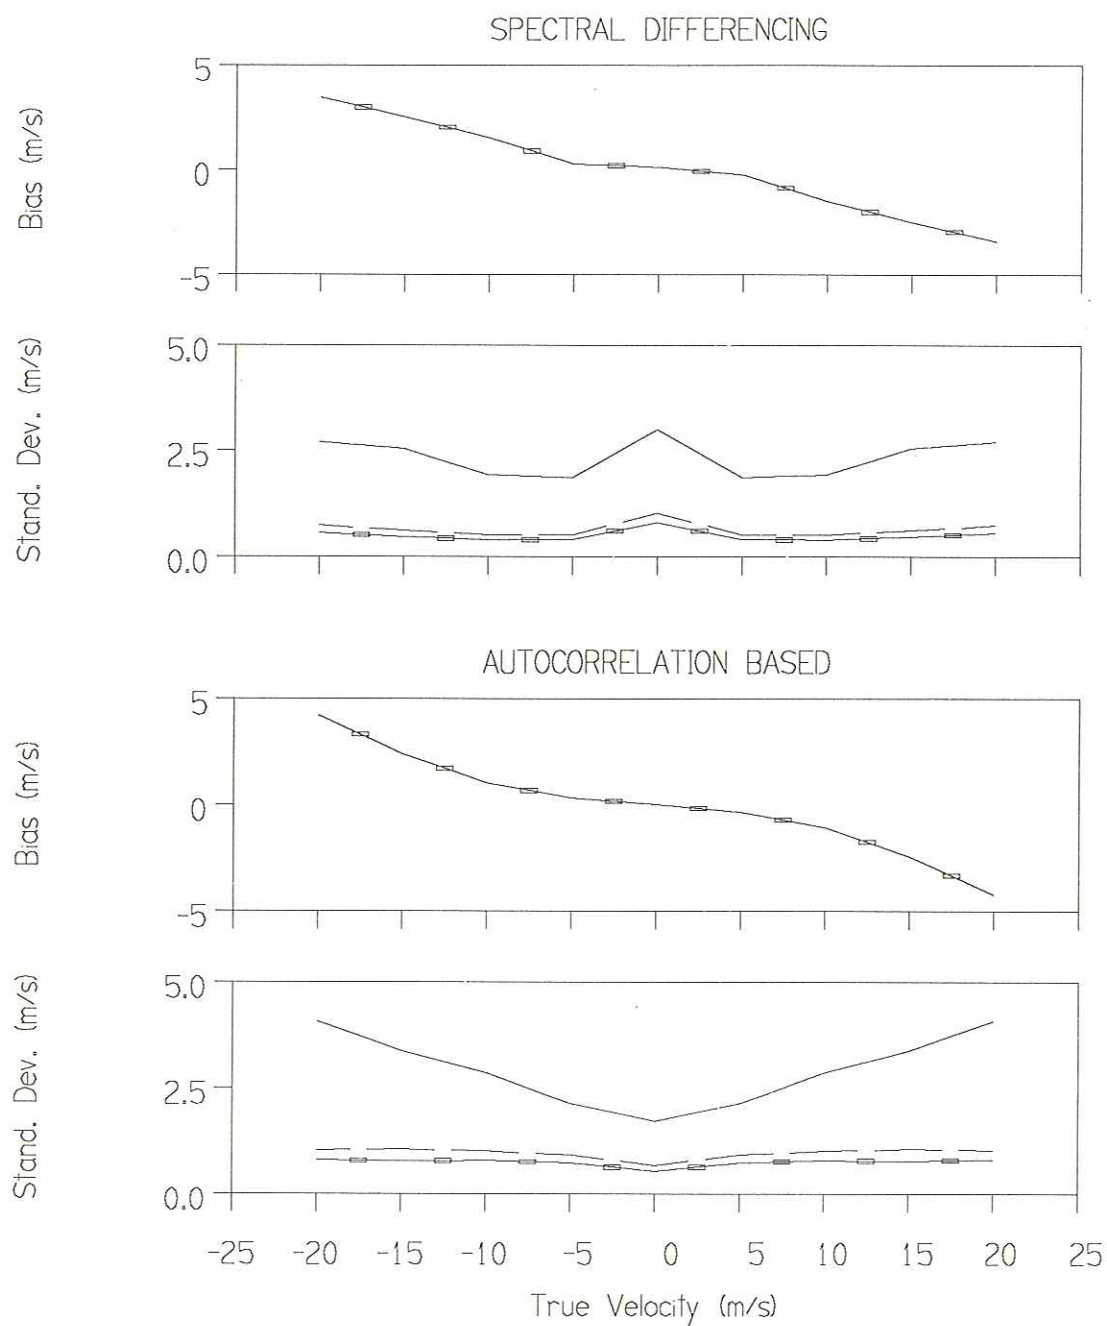 SPECTRAL DIFFERENCING
Bias (m/s)
5
0
-5
Stand. Dev. (m/s)
5.0
2.5
0.0
AUTOCORRELATION BASED
Bias (m/s)
5
0
-5
Stand. Dev. (m/s)
5.0
2.5
0.0
-25 -20 -15 -10 -5 0 5 10 15 20 25
True Velocity (m/s)